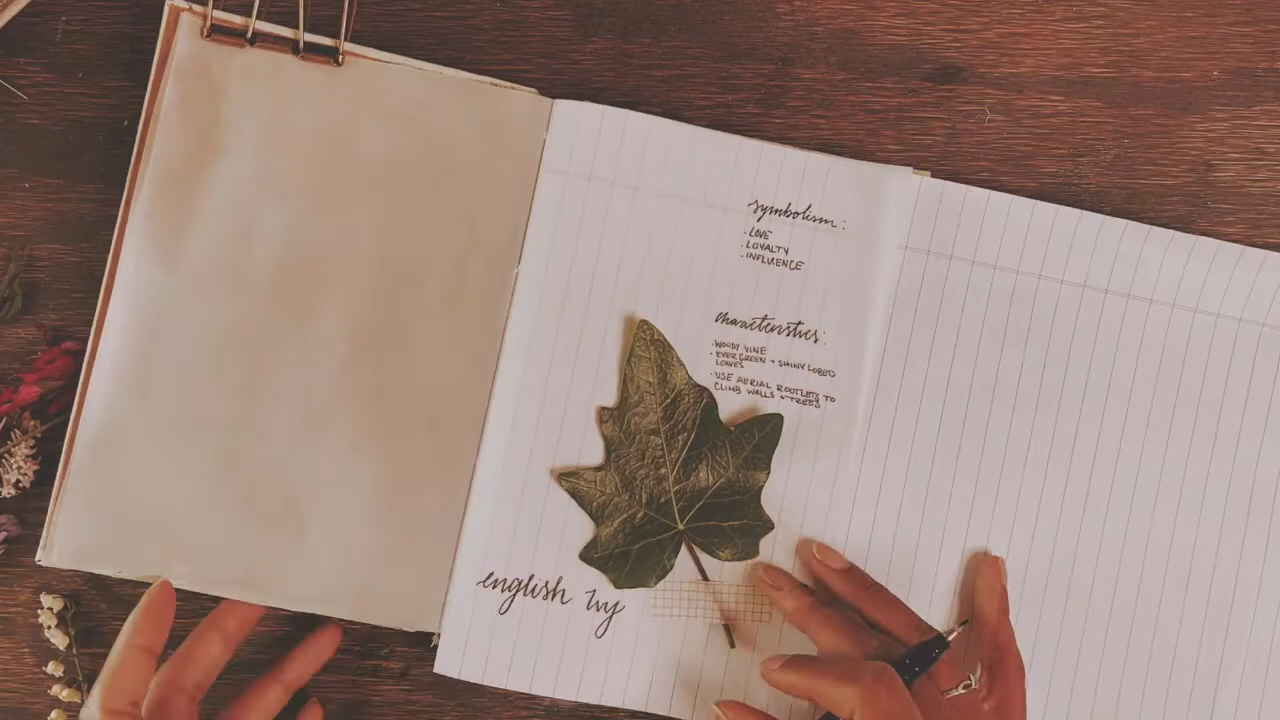 symbolism:
· LOVE
· LOYALTY
· INFLUENCE
characteristics:
· WOODY VINE
· EVERGREEN + SHINY LOBED
LEAVES
· USE AERIAL ROOTLETS TO
CLIMB WALLS + TREES
english ivy